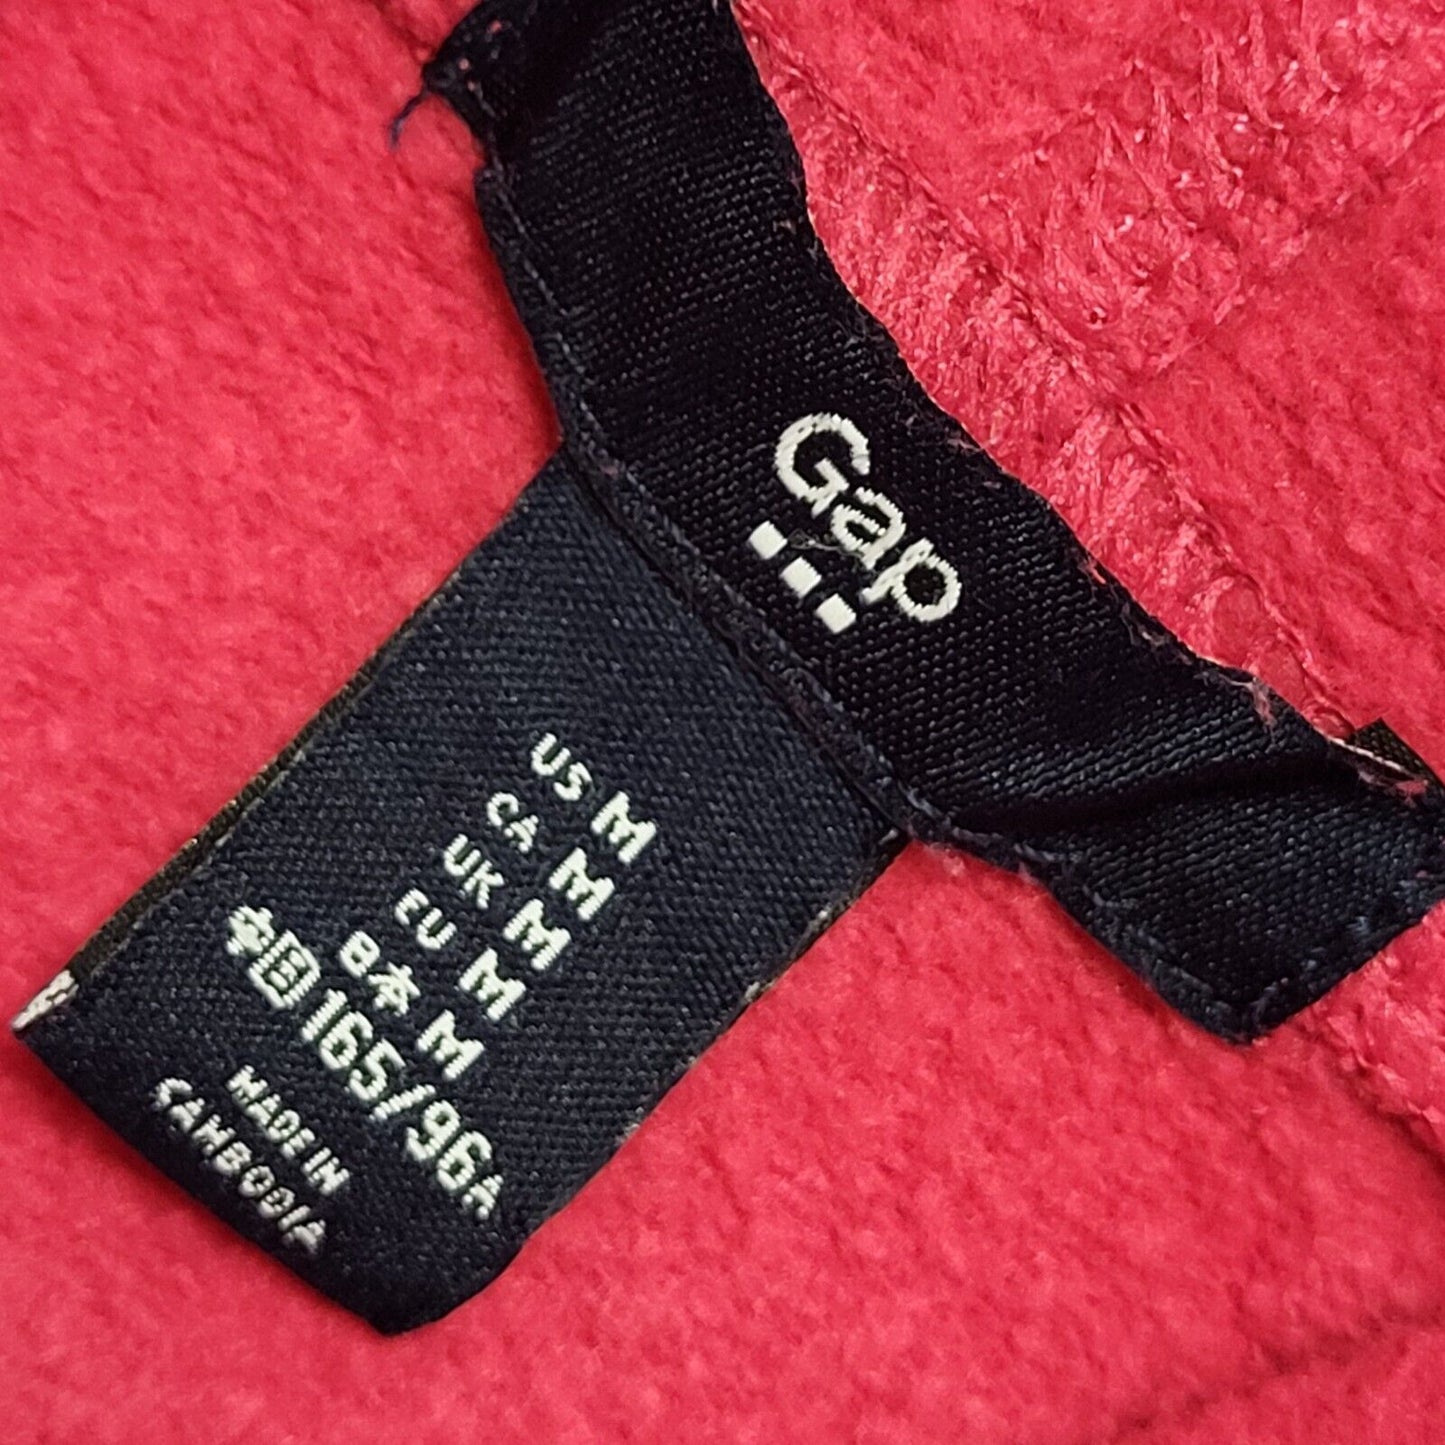 Gap
US M
CA M
UK M
EU M
日本 M
中国 165/96A
MADE IN
CAMBODIA